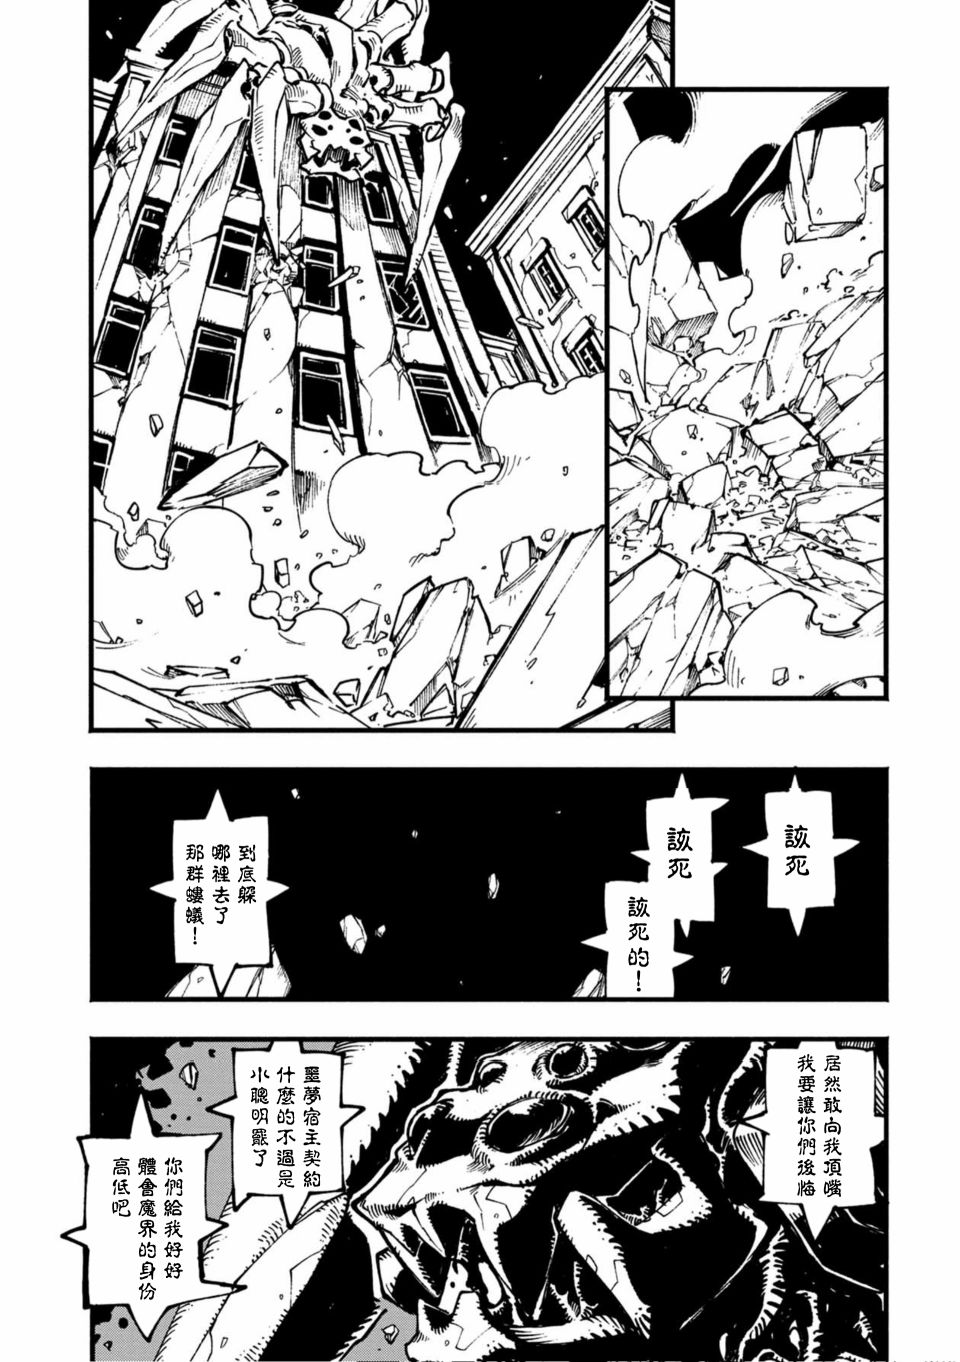 該死
該死
該死的！
到底躲
哪裡去了
那群螻蟻！
居然敢向我頂嘴
我要讓你們後悔
噩夢宿主契約
什麼的不過是
小聰明罷了
你們給我好好
體會魔界的身份
高低吧